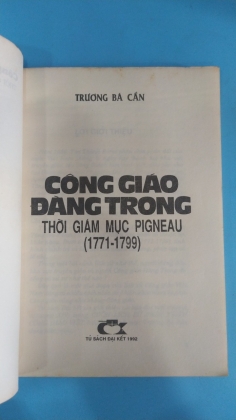 TRƯƠNG BÁ CẦN
CÔNG GIÁO
ĐÀNG TRONG
THỜI GIÁM MỤC PIGNEAU
(1771-1799)
TỦ SÁCH ĐẠI KẾT 1992